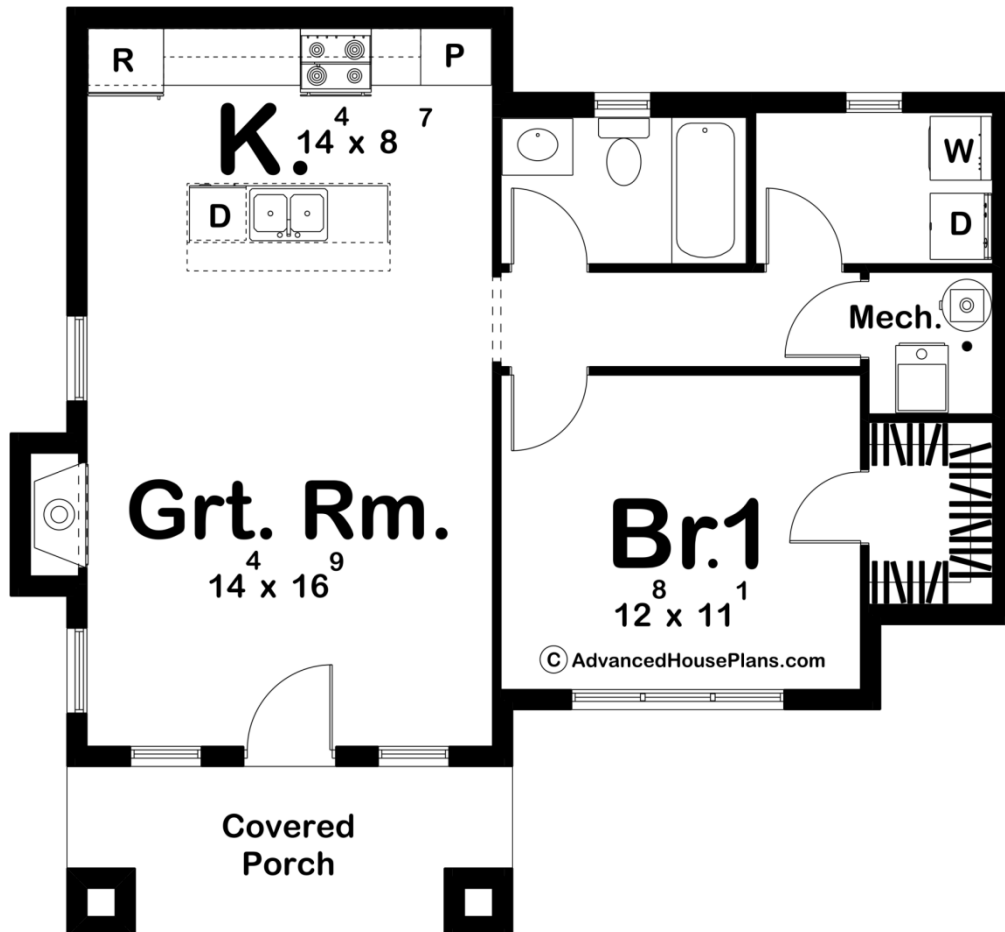 R
P
K.
14⁴ x 8⁷
D
W
D
Mech.
Grt. Rm.
14⁴ x 16⁹
Br.1
12⁸ x 11¹
© AdvancedHousePlans.com
Covered
Porch